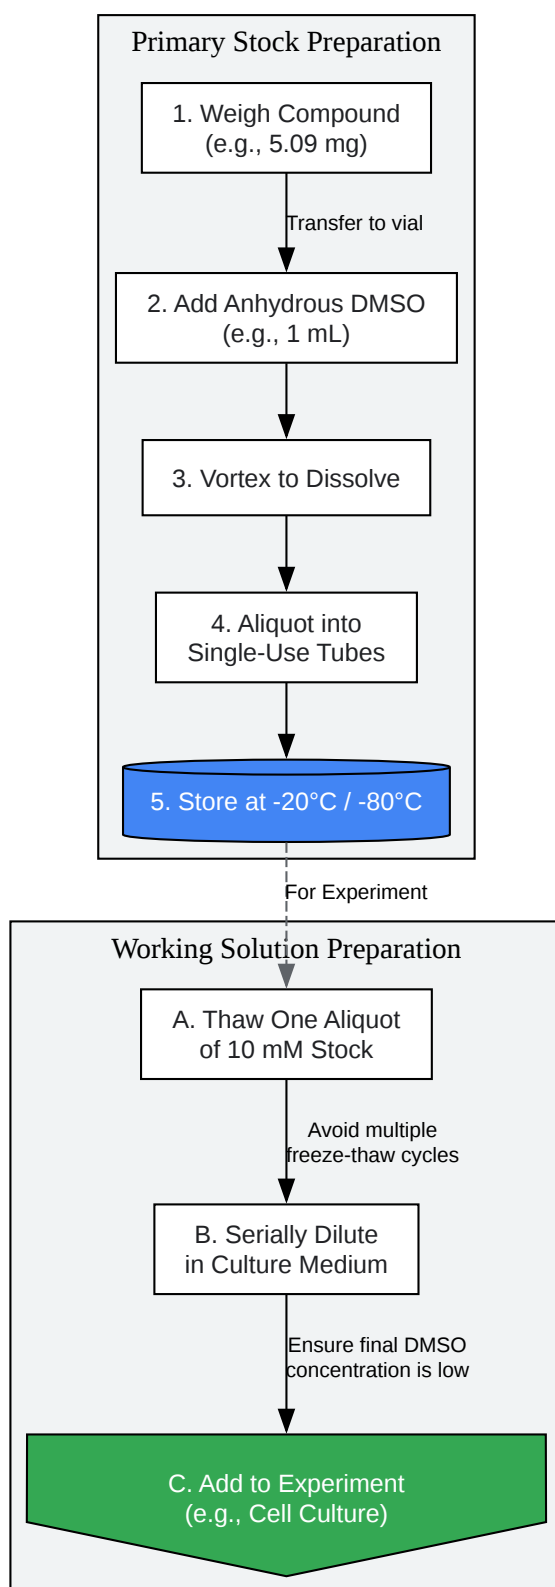 Primary Stock Preparation
1. Weigh Compound
(e.g., 5.09 mg)
Transfer to vial
2. Add Anhydrous DMSO
(e.g., 1 mL)
3. Vortex to Dissolve
4. Aliquot into
Single-Use Tubes
5. Store at -20°C / -80°C
For Experiment
Working Solution Preparation
A. Thaw One Aliquot
of 10 mM Stock
Avoid multiple
freeze-thaw cycles
B. Serially Dilute
in Culture Medium
Ensure final DMSO
concentration is low
C. Add to Experiment
(e.g., Cell Culture)